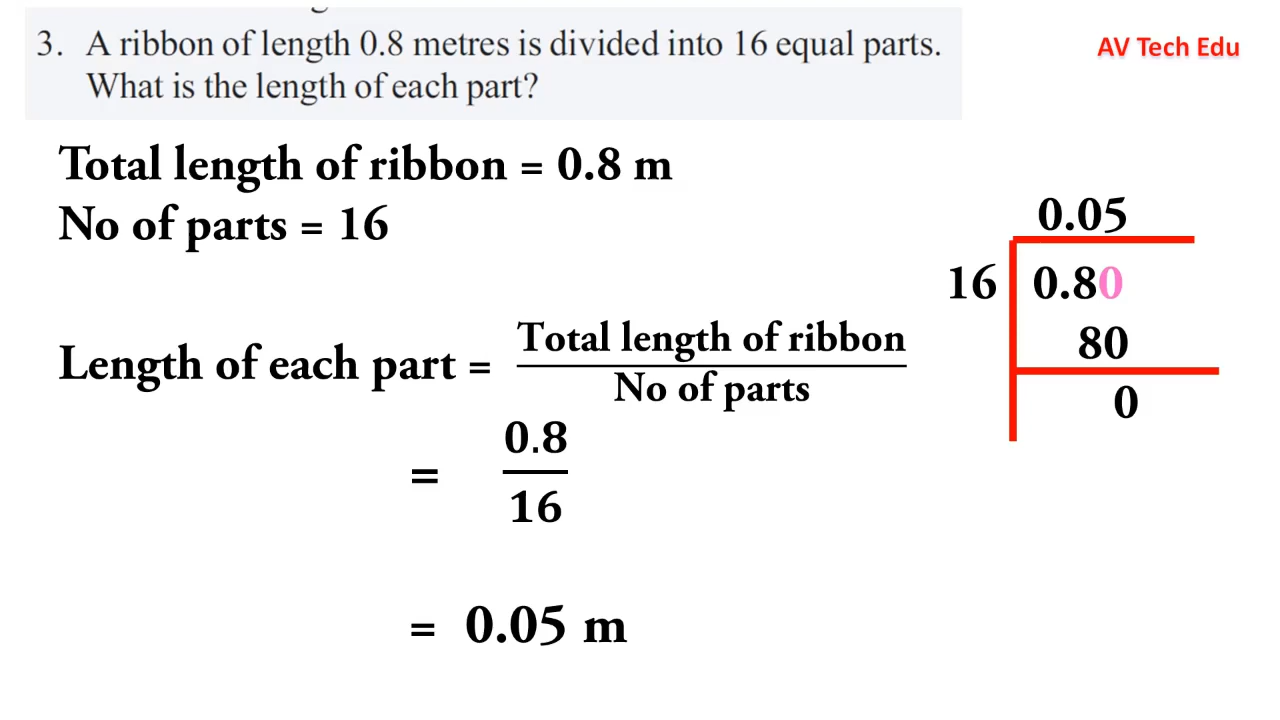 3. A ribbon of length 0.8 metres is divided into 16 equal parts.
What is the length of each part?
AV Tech Edu
Total length of ribbon = 0.8 m
No of parts = 16
Length of each part = Total length of ribbon
No of parts
= 0.8
16
= 0.05 m
0.05
16 0.80
80
0